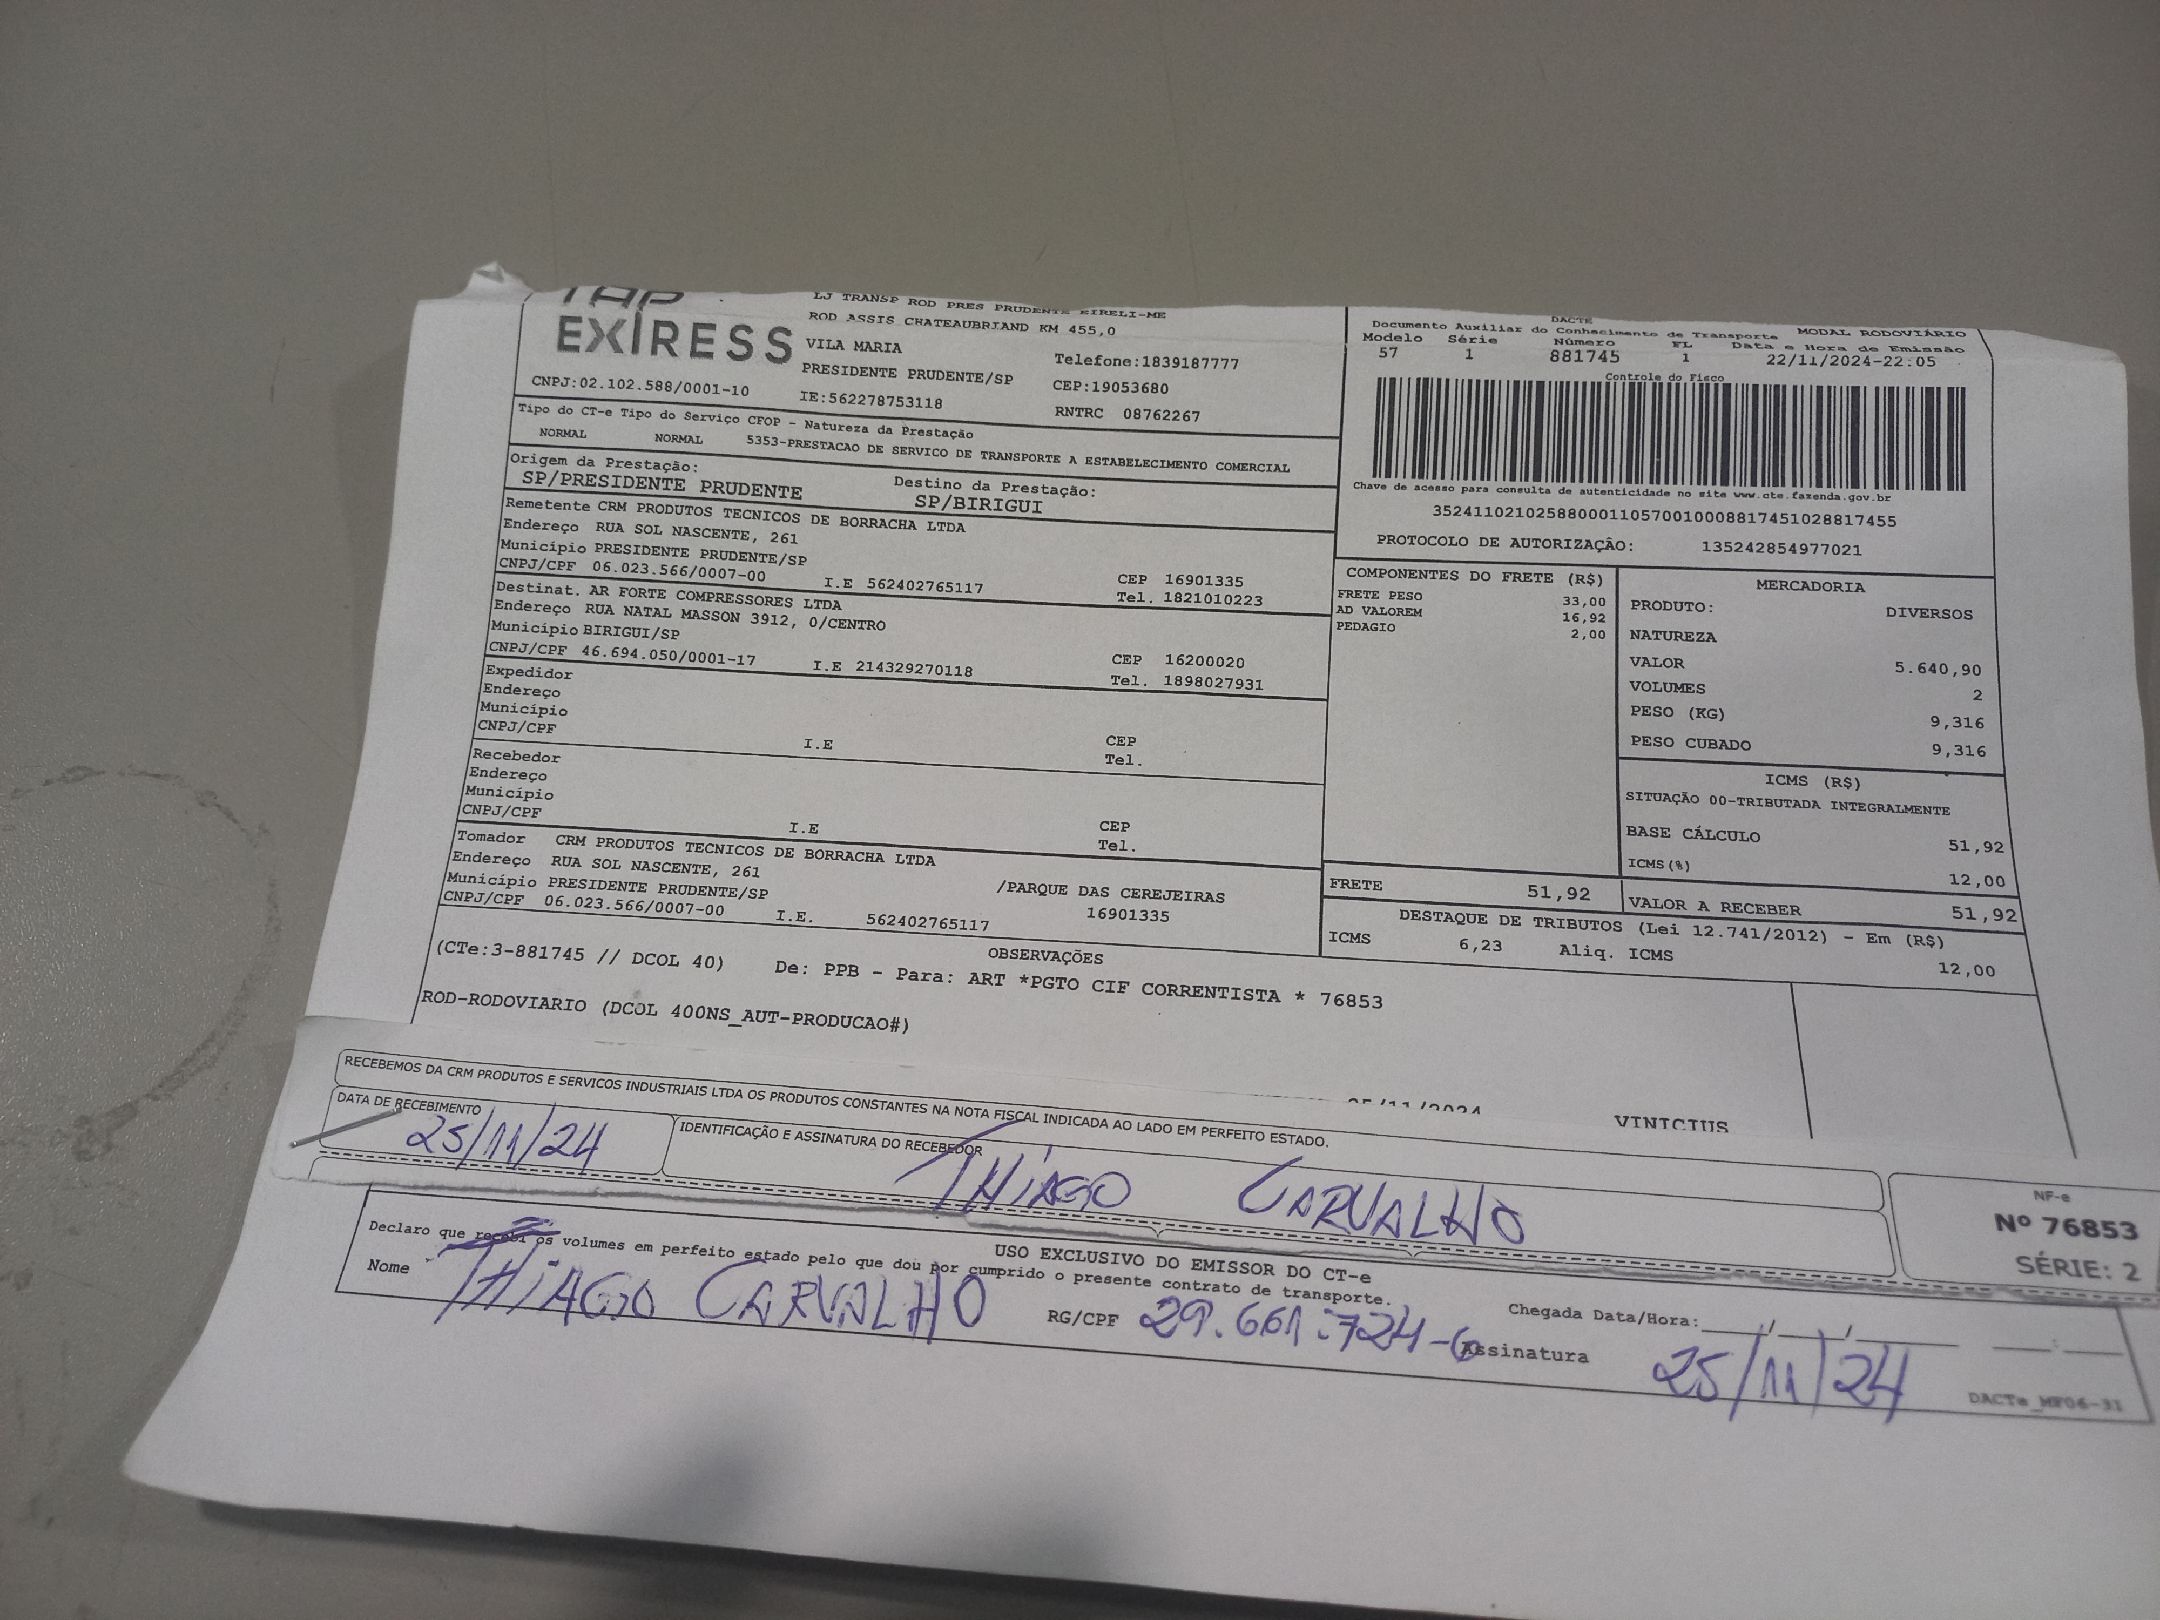 EXPRESS
LJ TRANSP ROD PRES PRUDENTE EIRELI-ME
ROD ASSIS CHATEAUBRIAND KM 455,0
VILA MARIA
Telefone:1839187777
PRESIDENTE PRUDENTE/SP
CEP:19053680
CNPJ:02.102.588/0001-10
IE:562278753118
RNTRC 08762267
DACTE
Documento Auxiliar do Conhecimento de Transporte MODAL RODOVIÁRIO
Modelo Série Número FL Data e Hora de Emissão
57 1 881745 1 22/11/2024-22:05
Controle do Fisco
Chave de acesso para consulta de autenticidade no site www.cte.fazenda.gov.br
35241102102588000110570010008817451028817455
PROTOCOLO DE AUTORIZAÇÃO: 135242854977021
Tipo do CT-e Tipo do Serviço CFOP - Natureza da Prestação
NORMAL NORMAL 5353-PRESTACAO DE SERVICO DE TRANSPORTE A ESTABELECIMENTO COMERCIAL
Origem da Prestação: Destino da Prestação:
SP/PRESIDENTE PRUDENTE SP/BIRIGUI
Remetente CRM PRODUTOS TECNICOS DE BORRACHA LTDA
Endereço RUA SOL NASCENTE, 261
Município PRESIDENTE PRUDENTE/SP CEP 16901335
CNPJ/CPF 06.023.566/0007-00 I.E 562402765117 Tel. 1821010223
Destinat. AR FORTE COMPRESSORES LTDA
Endereço RUA NATAL MASSON 3912, 0/CENTRO
Município BIRIGUI/SP CEP 16200020
CNPJ/CPF 46.694.050/0001-17 I.E 214329270118 Tel. 1898027931
Expedidor
Endereço
Município CEP
CNPJ/CPF I.E Tel.
Recebedor
Endereço
Município CEP
CNPJ/CPF I.E Tel.
Tomador CRM PRODUTOS TECNICOS DE BORRACHA LTDA
Endereço RUA SOL NASCENTE, 261 /PARQUE DAS CEREJEIRAS
Município PRESIDENTE PRUDENTE/SP 16901335
CNPJ/CPF 06.023.566/0007-00 I.E. 562402765117
COMPONENTES DO FRETE (R$)
FRETE PESO 33,00
AD VALOREM 16,92
PEDAGIO 2,00
MERCADORIA
PRODUTO: DIVERSOS
NATUREZA
VALOR 5.640,90
VOLUMES 2
PESO (KG) 9,316
PESO CUBADO 9,316
ICMS (R$)
SITUAÇÃO 00-TRIBUTADA INTEGRALMENTE
BASE CÁLCULO 51,92
ICMS(%) 12,00
FRETE 51,92 VALOR A RECEBER 51,92
DESTAQUE DE TRIBUTOS (Lei 12.741/2012) - Em (R$)
ICMS 6,23 Aliq. ICMS 12,00
OBSERVAÇÕES
(CTe:3-881745 // DCOL 40) De: PPB - Para: ART *PGTO CIF CORRENTISTA * 76853
ROD-RODOVIARIO (DCOL 400NS_AUT-PRODUCAO#)
25/11/2024 VINICIUS
RECEBEMOS DA CRM PRODUTOS E SERVICOS INDUSTRIAIS LTDA OS PRODUTOS CONSTANTES NA NOTA FISCAL INDICADA AO LADO EM PERFEITO ESTADO.
DATA DE RECEBIMENTO IDENTIFICAÇÃO E ASSINATURA DO RECEBEDOR
25/11/24 THIAGO CARVALHO
NF-e
Nº 76853
SÉRIE: 2
USO EXCLUSIVO DO EMISSOR DO CT-e
Declaro que recebi os volumes em perfeito estado pelo que dou por cumprido o presente contrato de transporte.
Nome THIAGO CARVALHO RG/CPF 29.661.724-6 Chegada Data/Hora:
Assinatura 25/11/24
DACTe_MF06-3I